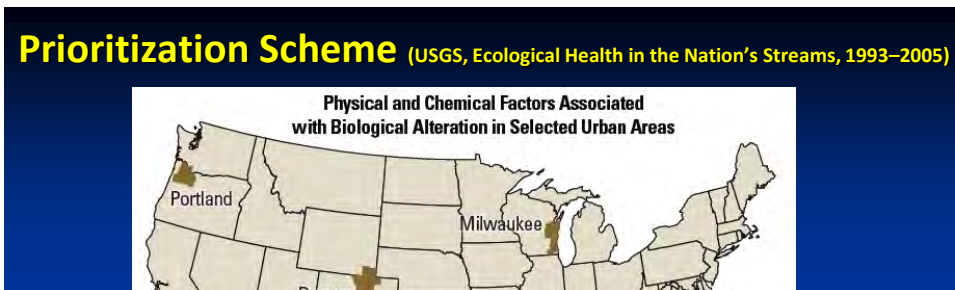 Prioritization Scheme (USGS, Ecological Health in the Nation's Streams, 1993–2005)
Physical and Chemical Factors Associated
with Biological Alteration in Selected Urban Areas
Portland
Milwaukee